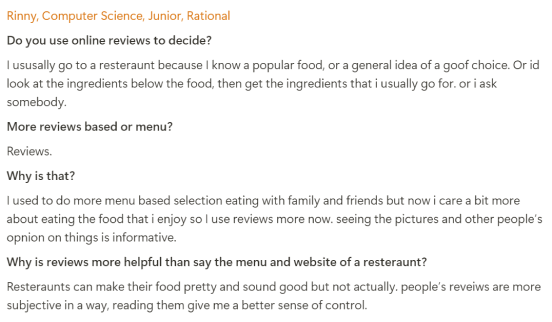 Rinny, Computer Science, Junior, Rational
Do you use online reviews to decide?
I ususally go to a resteraunt because I know a popular food, or a general idea of a goof choice. Or id
look at the ingredients below the food, then get the ingredients that i usually go for. or i ask
somebody.
More reviews based or menu?
Reviews.
Why is that?
I used to do more menu based selection eating with family and friends but now i care a bit more
about eating the food that i enjoy so I use reviews more now. seeing the pictures and other people's
opnion on things is informative.
Why is reviews more helpful than say the menu and website of a resteraunt?
Resteraunts can make their food pretty and sound good but not actually. people's reveiws are more
subjective in a way, reading them give me a better sense of control.